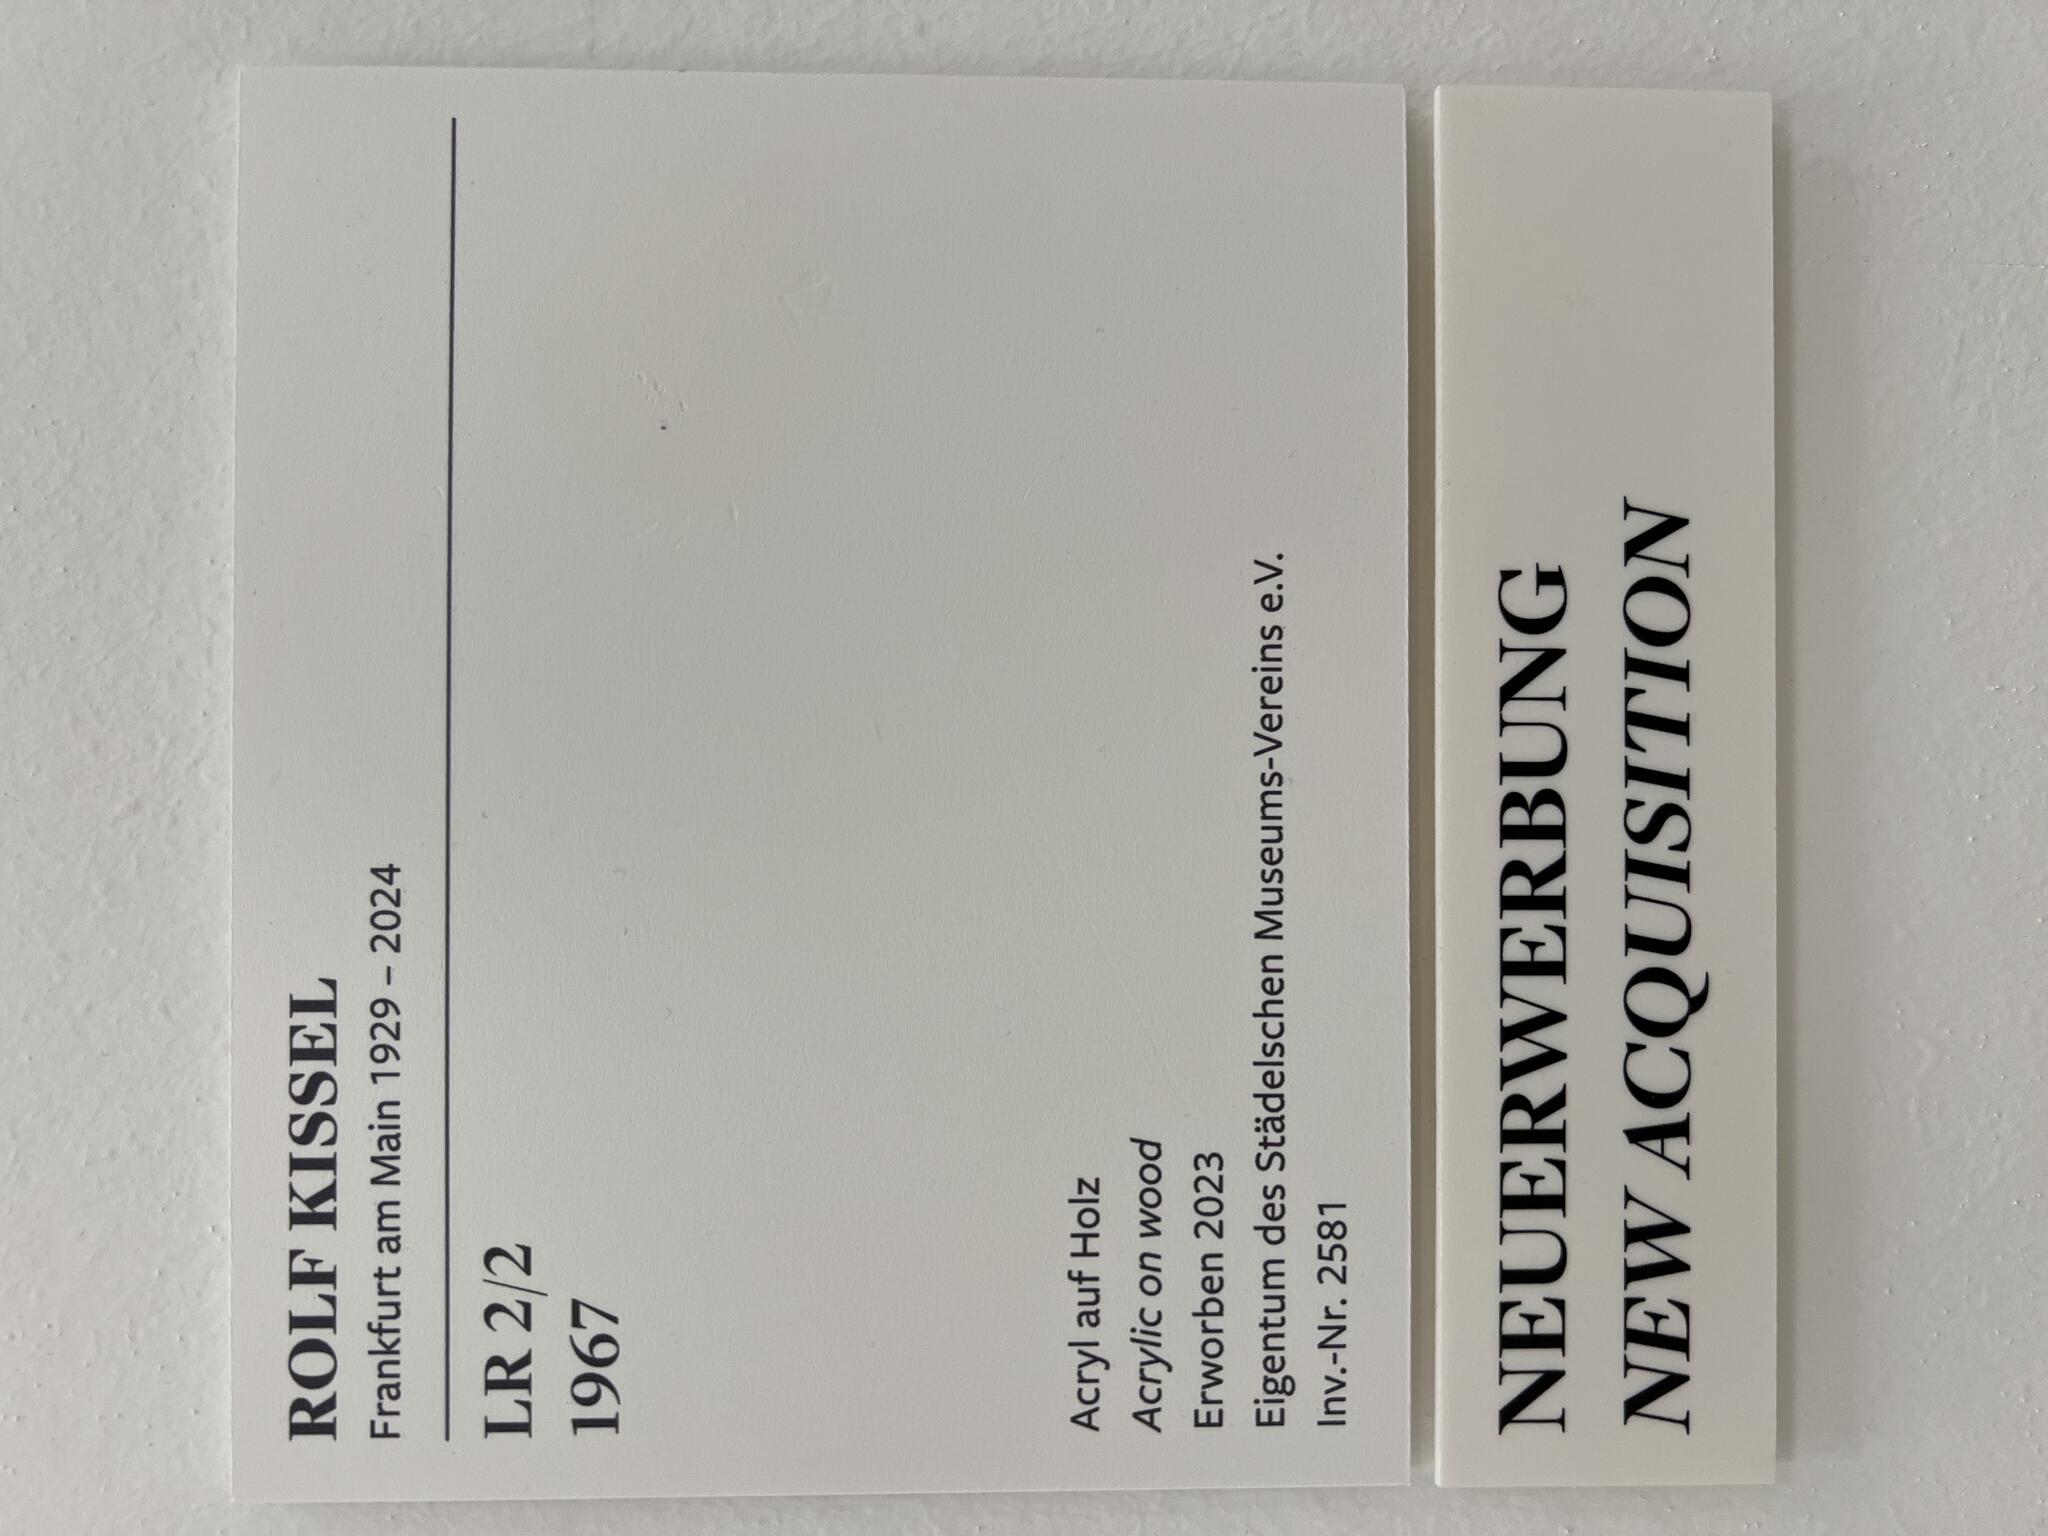 ROLF KISSEL
Frankfurt am Main 1929 – 2024
LR 2/2
1967
Acryl auf Holz
Acrylic on wood
Erworben 2023
Eigentum des Städelschen Museums-Vereins e.V.
Inv.-Nr. 2581
NEUERWERBUNG
NEW ACQUISITION